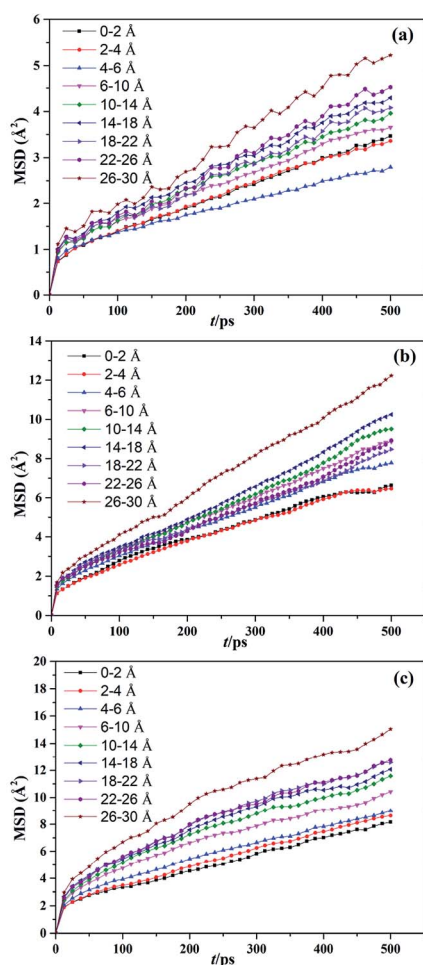 (a)
0-2 Å
2-4 Å
4-6 Å
6-10 Å
10-14 Å
14-18 Å
18-22 Å
22-26 Å
26-30 Å
MSD (Å²)
6
5
4
3
2
1
0
0 100 200 300 400 500
t/ps
(b)
0-2 Å
2-4 Å
4-6 Å
6-10 Å
10-14 Å
14-18 Å
18-22 Å
22-26 Å
26-30 Å
MSD (Å²)
14
12
10
8
6
4
2
0
0 100 200 300 400 500
t/ps
(c)
0-2 Å
2-4 Å
4-6 Å
6-10 Å
10-14 Å
14-18 Å
18-22 Å
22-26 Å
26-30 Å
MSD (Å²)
20
18
16
14
12
10
8
6
4
2
0
0 100 200 300 400 500
t/ps